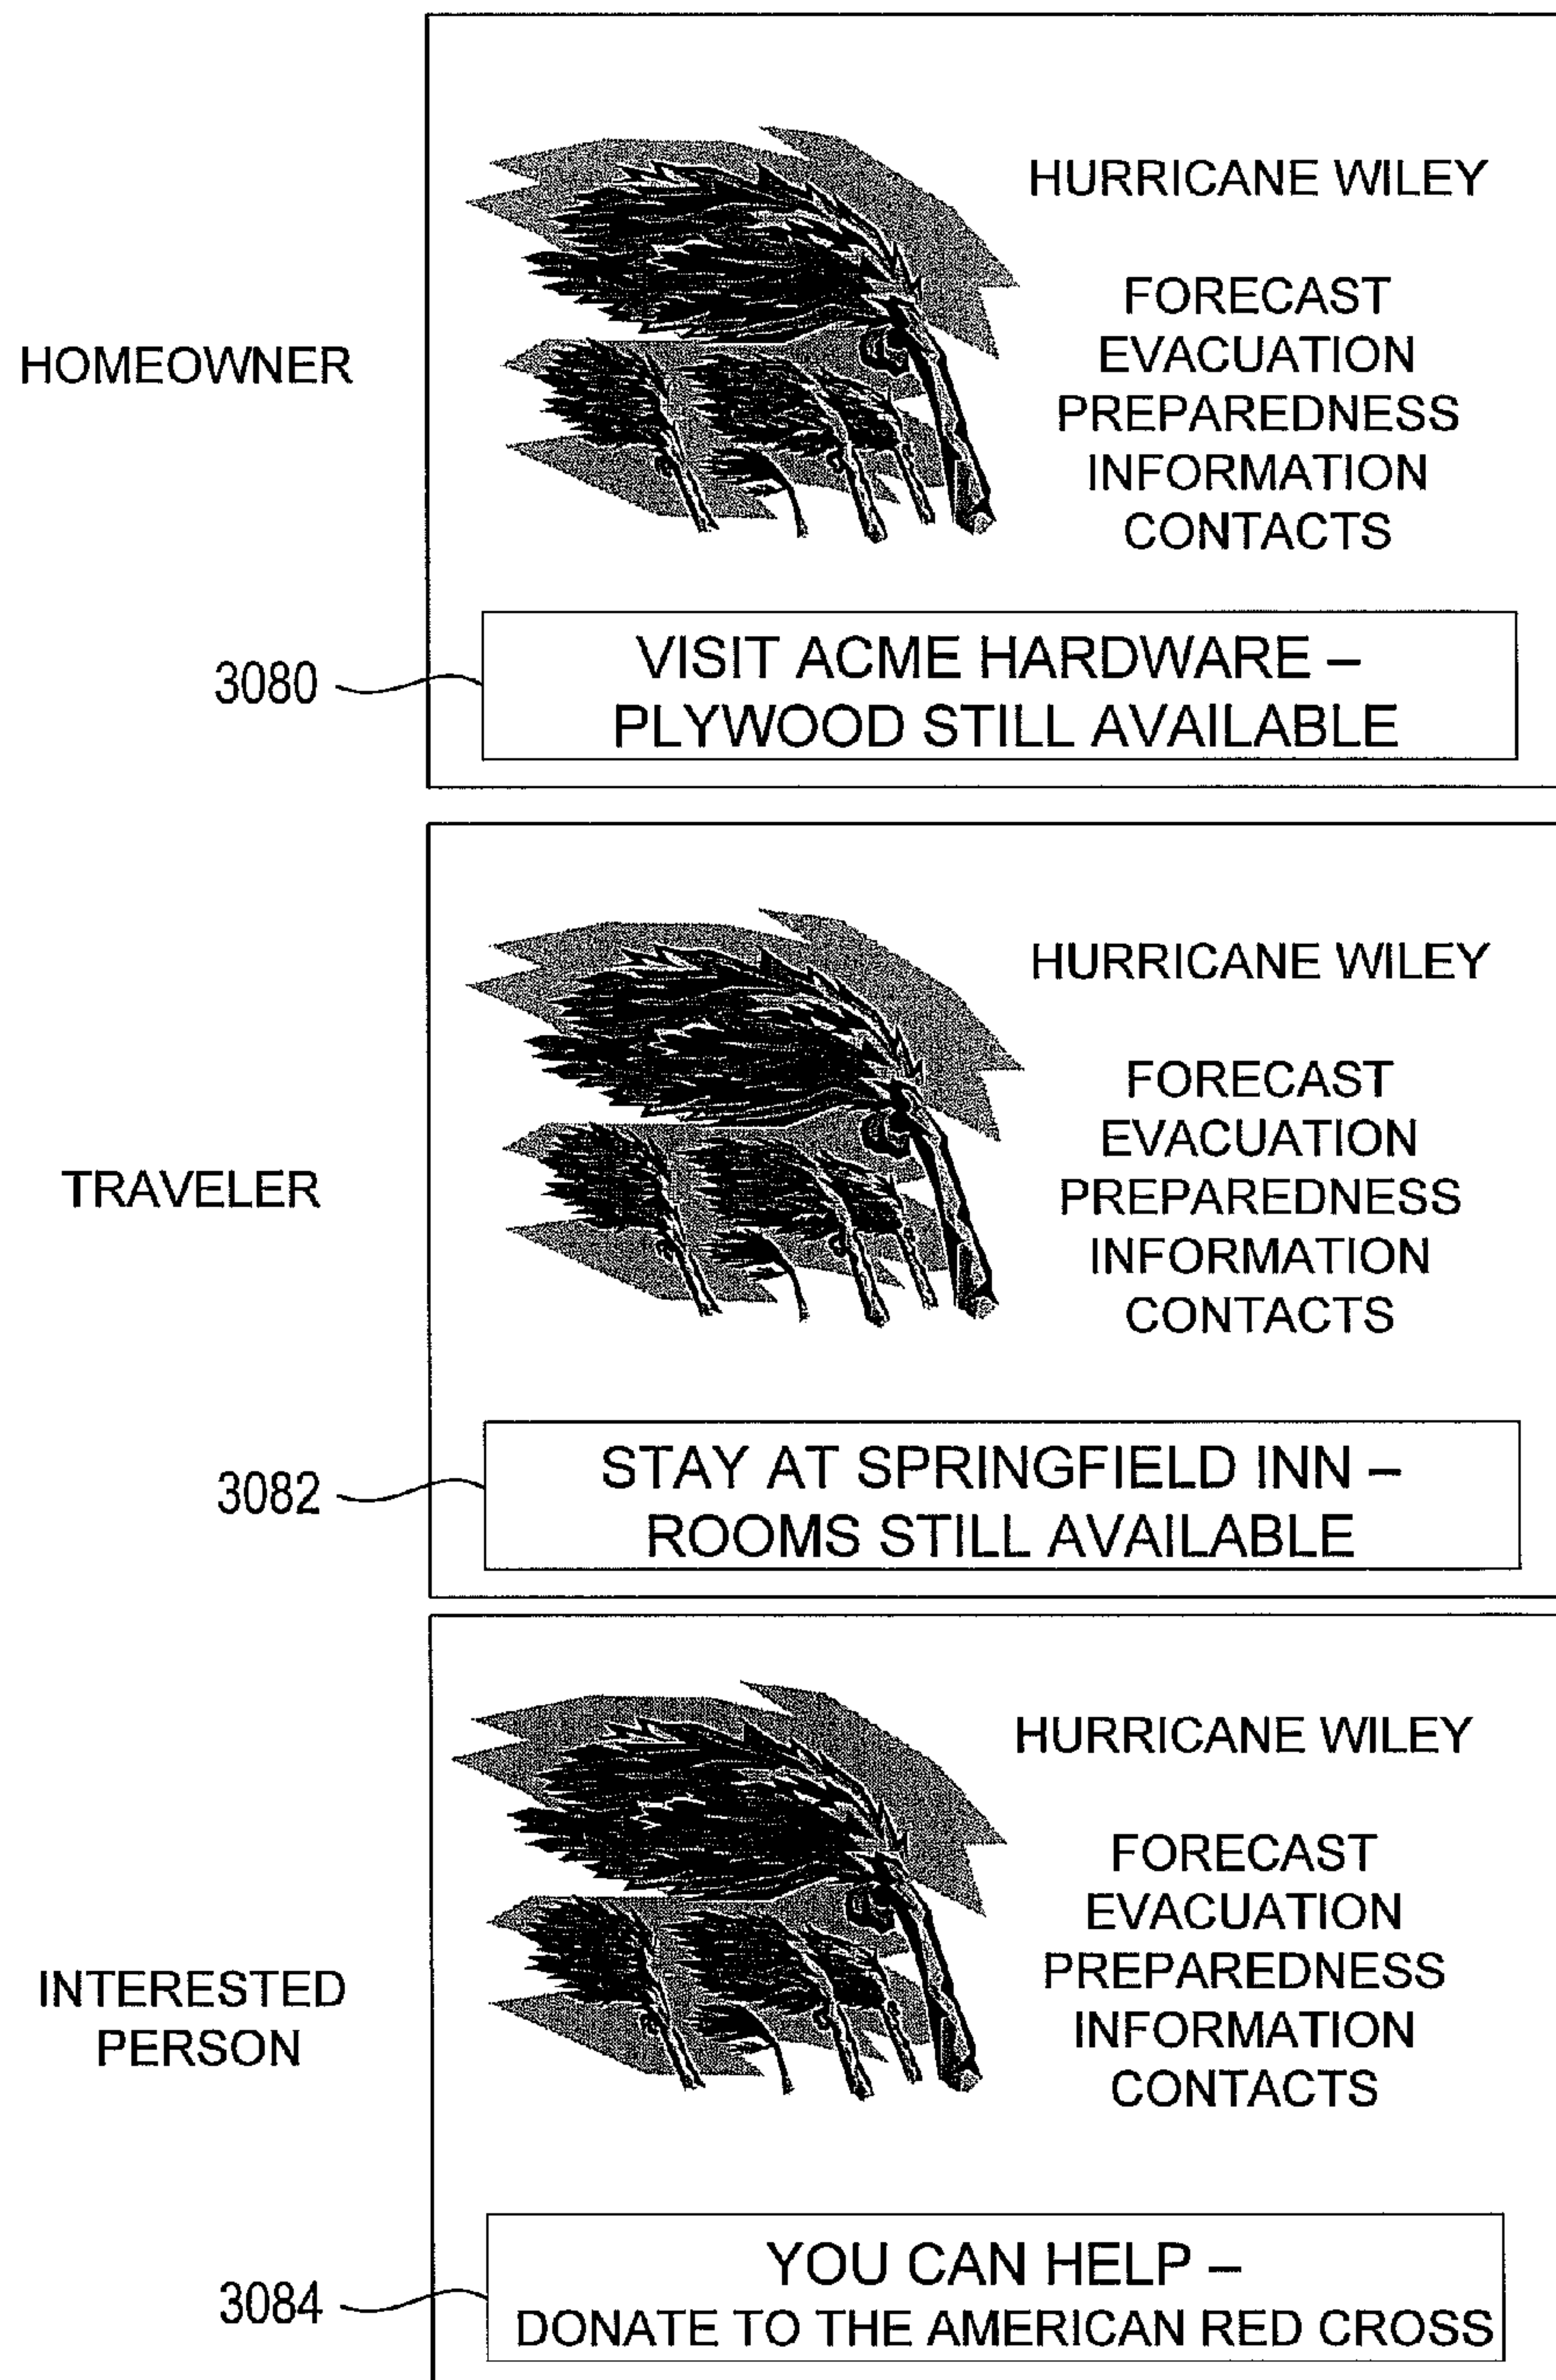 HOMEOWNER
HURRICANE WILEY
FORECAST
EVACUATION
PREPAREDNESS
INFORMATION
CONTACTS
3080
VISIT ACME HARDWARE –
PLYWOOD STILL AVAILABLE
TRAVELER
HURRICANE WILEY
FORECAST
EVACUATION
PREPAREDNESS
INFORMATION
CONTACTS
3082
STAY AT SPRINGFIELD INN –
ROOMS STILL AVAILABLE
INTERESTED
PERSON
HURRICANE WILEY
FORECAST
EVACUATION
PREPAREDNESS
INFORMATION
CONTACTS
3084
YOU CAN HELP –
DONATE TO THE AMERICAN RED CROSS